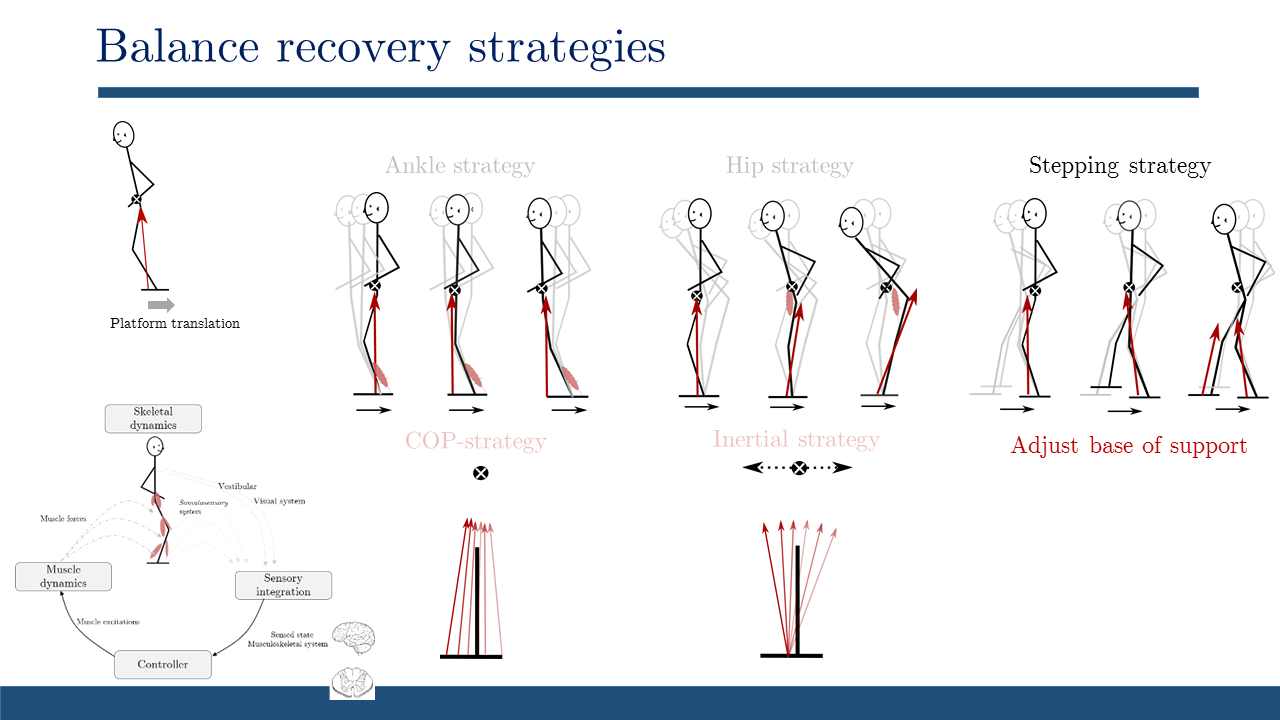 Balance recovery strategies
Ankle strategy
Hip strategy
Stepping strategy
Platform translation
COP-strategy
Inertial strategy
Adjust base of support
Skeletal
dynamics
Vestibular
Visual system
Somatosensory
system
Muscle forces
Muscle
dynamics
Sensory
integration
Muscle excitations
Sensed state
Musculoskeletal system
Controller